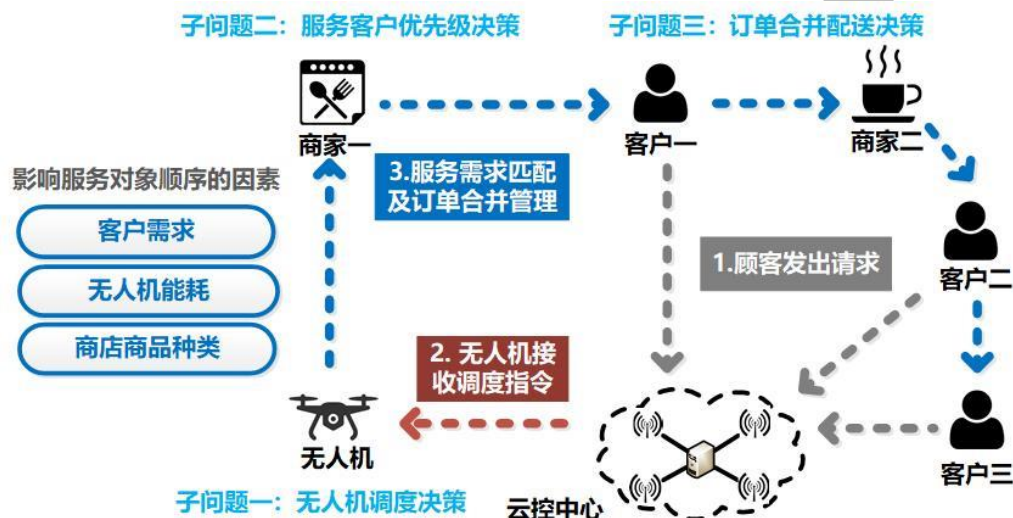 子问题二：服务客户优先级决策
子问题三：订单合并配送决策
商家一
客户一
商家二
影响服务对象顺序的因素
客户需求
无人机能耗
商店商品种类
3.服务需求匹配
及订单合并管理
1.顾客发出请求
客户二
2. 无人机接
收调度指令
无人机
客户三
子问题一：无人机调度决策
云控中心